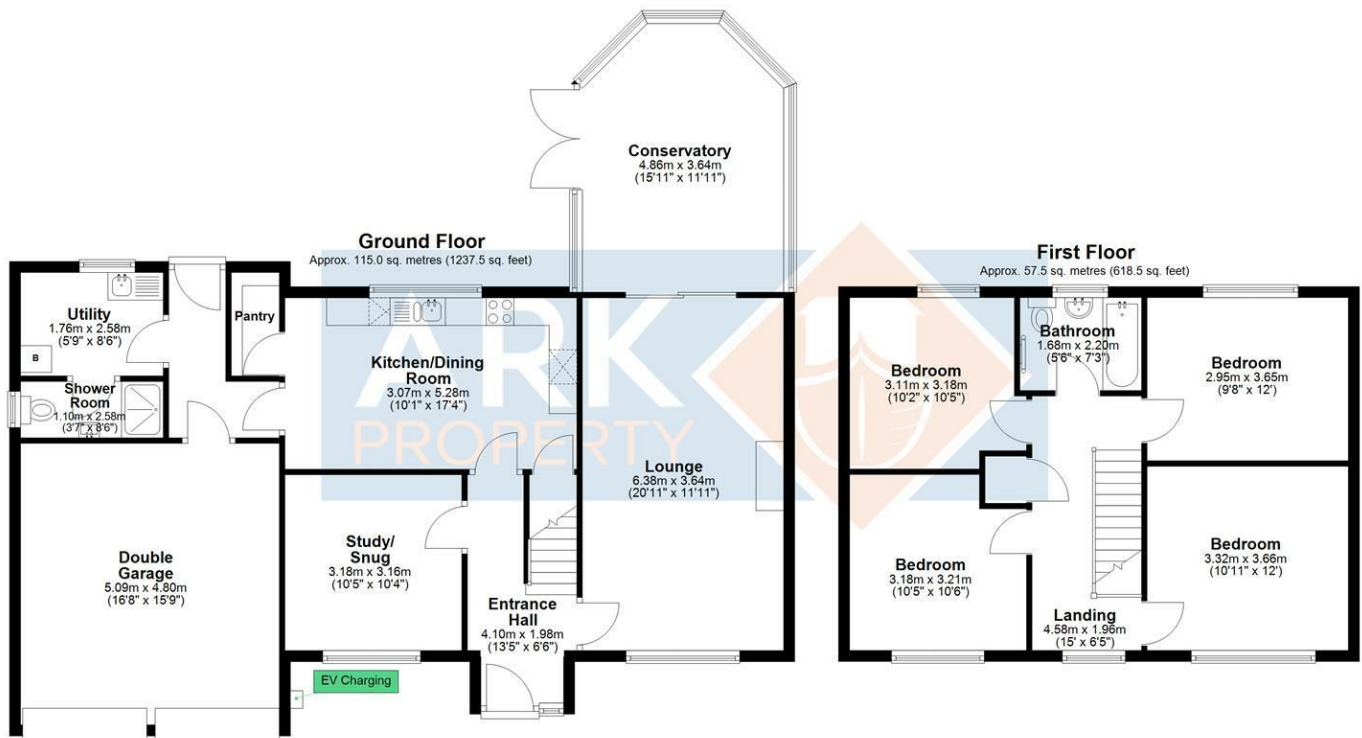 Ground Floor
Approx. 115.0 sq. metres (1237.5 sq. feet)
Conservatory
4.86m x 3.64m
(15'11" x 11'11")
Utility
1.76m x 2.58m
(5'9" x 8'6")
B
Shower
Room
1.10m x 2.58m
(3'7" x 8'6")
Pantry
Kitchen/Dining
Room
3.07m x 5.28m
(10'1" x 17'4")
Lounge
6.38m x 3.64m
(20'11" x 11'11")
Study/
Snug
3.18m x 3.16m
(10'5" x 10'4")
Double
Garage
5.09m x 4.80m
(16'8" x 15'9")
Entrance
Hall
4.10m x 1.98m
(13'5" x 6'6")
EV Charging
First Floor
Approx. 57.5 sq. metres (618.5 sq. feet)
Bedroom
3.11m x 3.18m
(10'2" x 10'5")
Bathroom
1.68m x 2.20m
(5'6" x 7'3")
Bedroom
2.95m x 3.65m
(9'8" x 12')
Bedroom
3.18m x 3.21m
(10'5" x 10'6")
Landing
4.58m x 1.96m
(15' x 6'5")
Bedroom
3.32m x 3.66m
(10'11" x 12')
ARK
PROPERTY